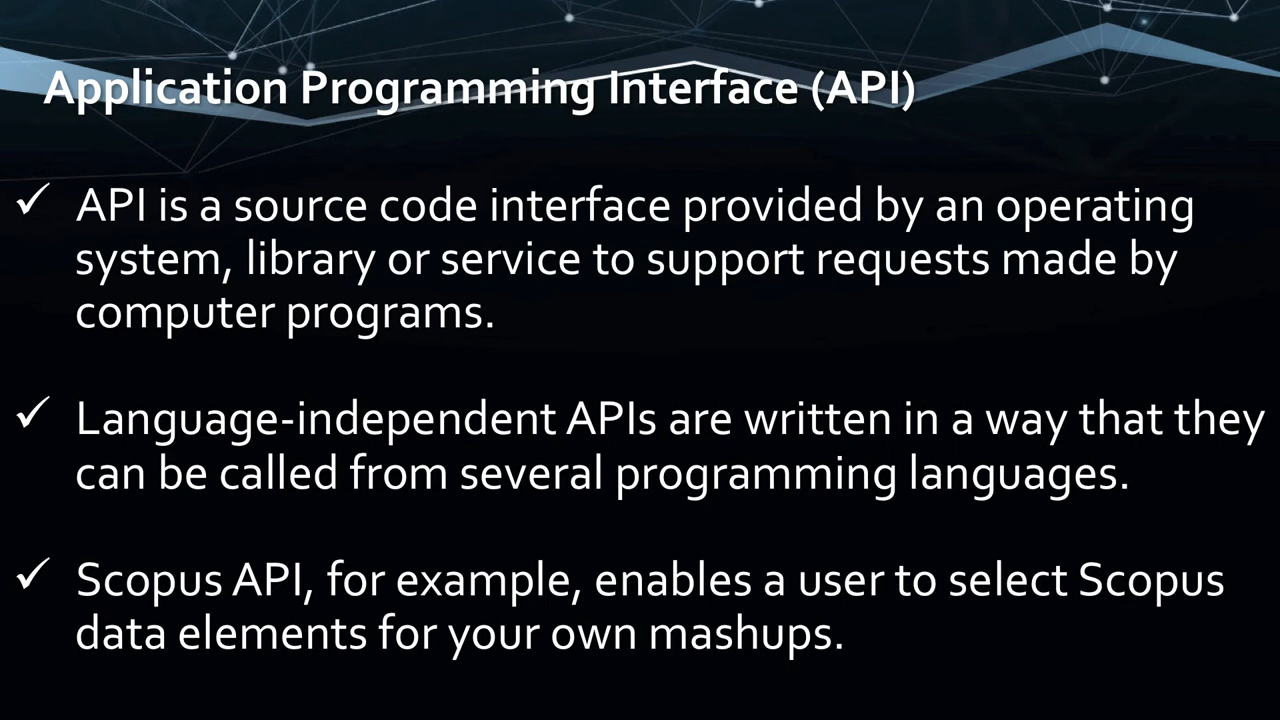 Application Programming Interface (API)
✓ API is a source code interface provided by an operating
system, library or service to support requests made by
computer programs.
✓ Language-independent APIs are written in a way that they
can be called from several programming languages.
✓ Scopus API, for example, enables a user to select Scopus
data elements for your own mashups.